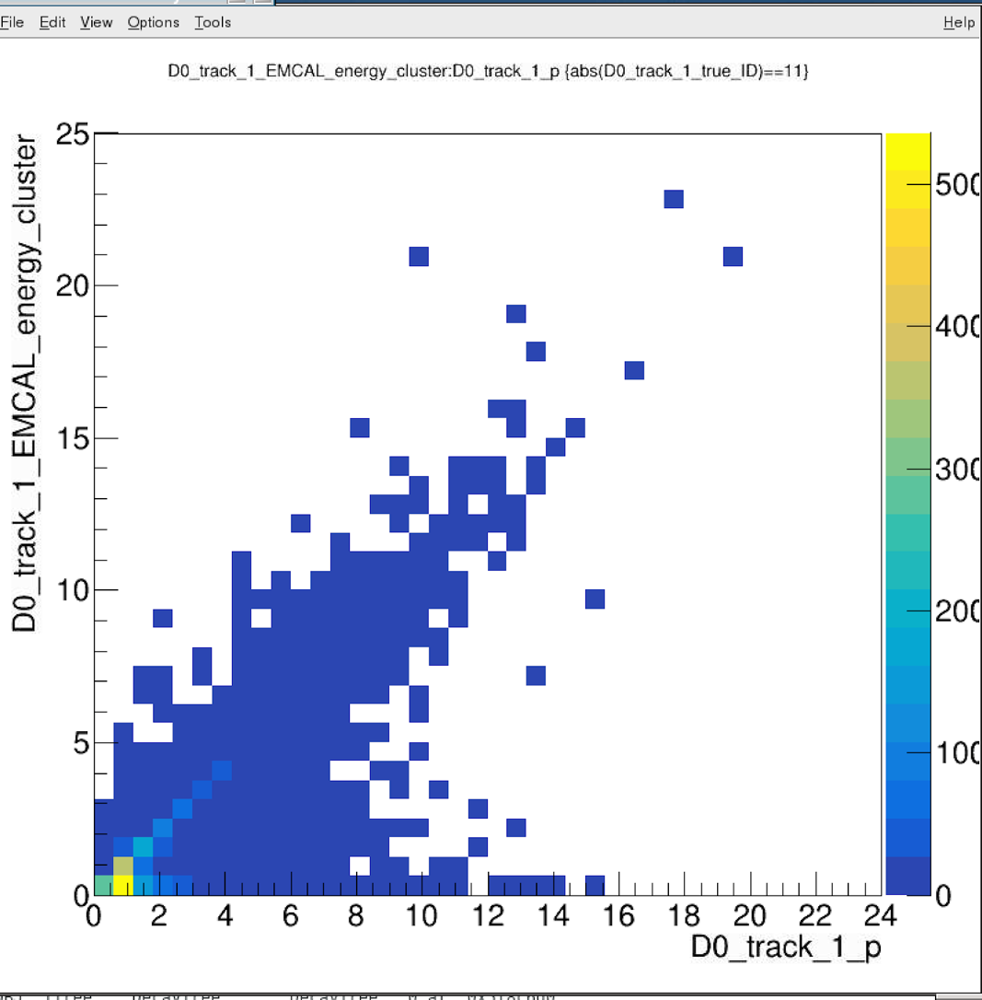 File Edit View Options Tools Help
D0_track_1_EMCAL_energy_cluster:D0_track_1_p {abs(D0_track_1_true_ID)==11}
D0_track_1_EMCAL_energy_cluster
25
20
15
10
5
0
0 2 4 6 8 10 12 14 16 18 20 22 24
D0_track_1_p
500
400
300
200
100
0